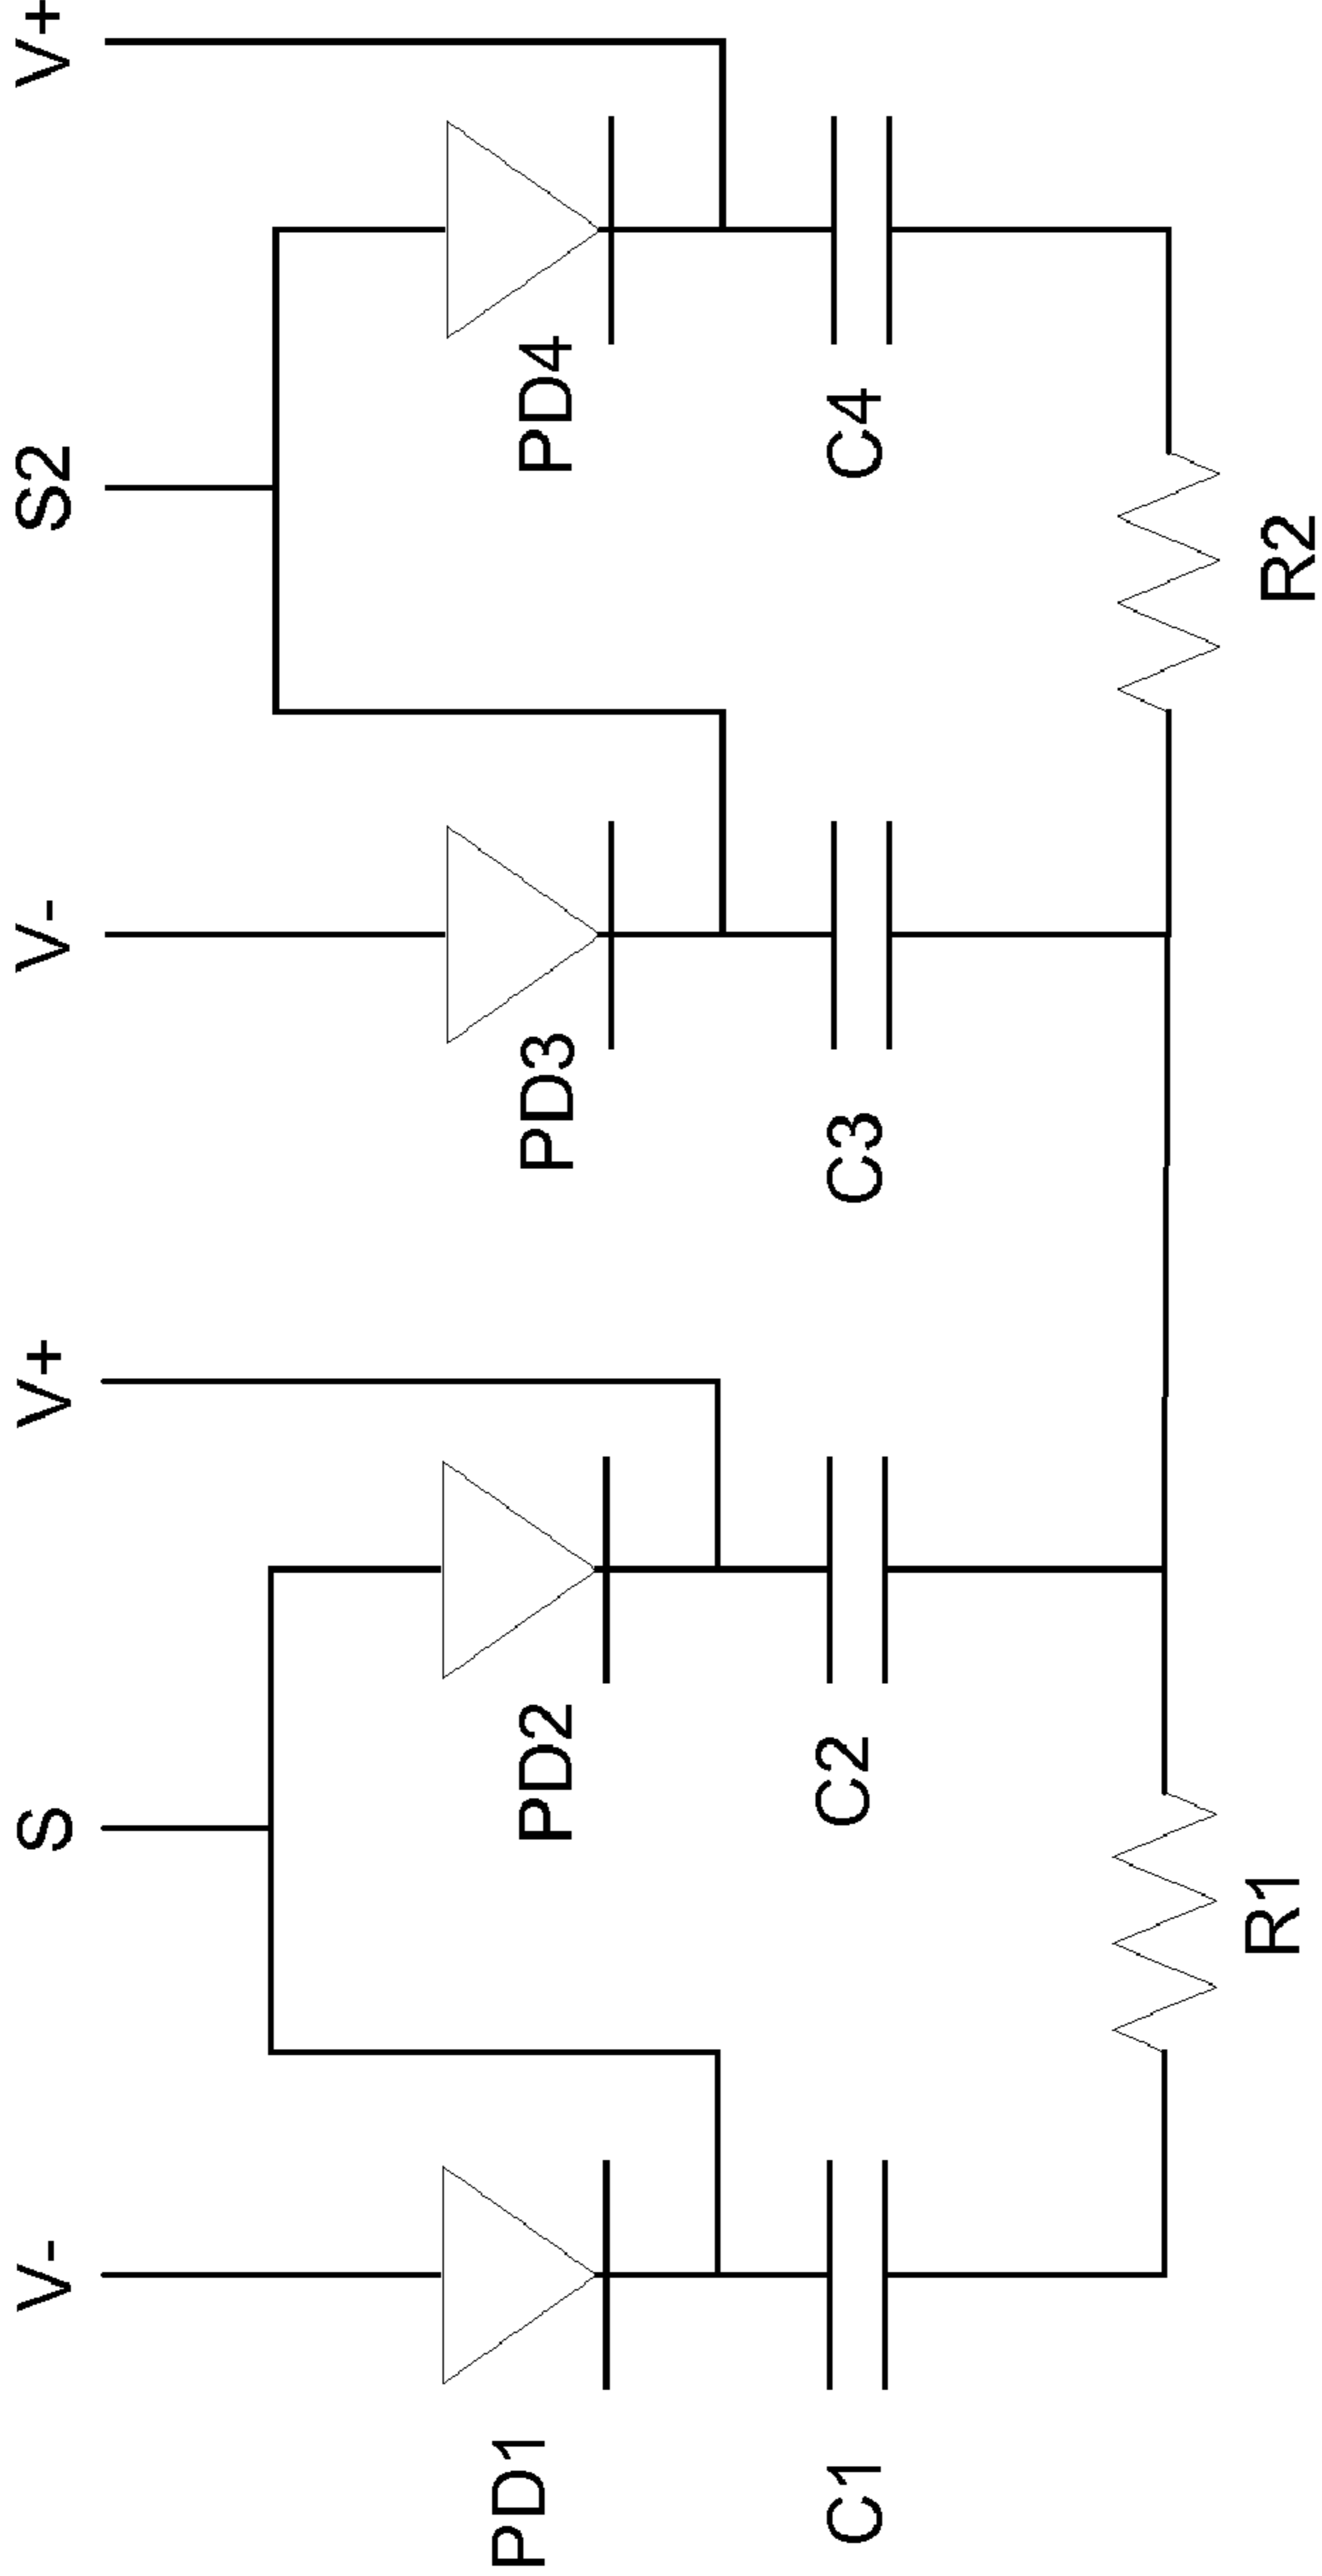 V- S V+ V- S2 V+
PD1 PD2 PD3 PD4
C1 C2 C3 C4
R1 R2